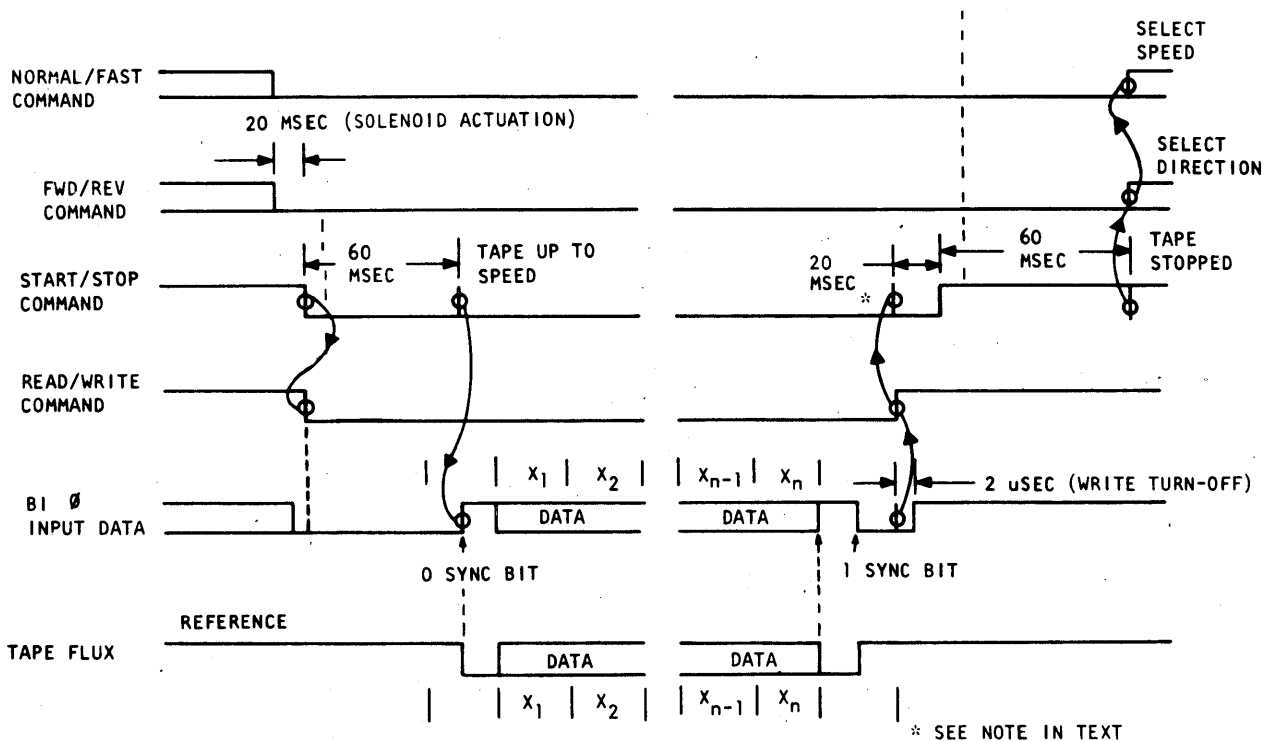 SELECT
SPEED
NORMAL/FAST
COMMAND
20 MSEC (SOLENOID ACTUATION)
SELECT
DIRECTION
FWD/REV
COMMAND
60
MSEC
TAPE UP TO
SPEED
20
MSEC *
60
MSEC
TAPE
STOPPED
START/STOP
COMMAND
READ/WRITE
COMMAND
X1 X2 Xn-1 Xn
2 uSEC (WRITE TURN-OFF)
BI Ø
INPUT DATA
DATA DATA
0 SYNC BIT 1 SYNC BIT
REFERENCE
TAPE FLUX
DATA DATA
X1 X2 Xn-1 Xn
* SEE NOTE IN TEXT